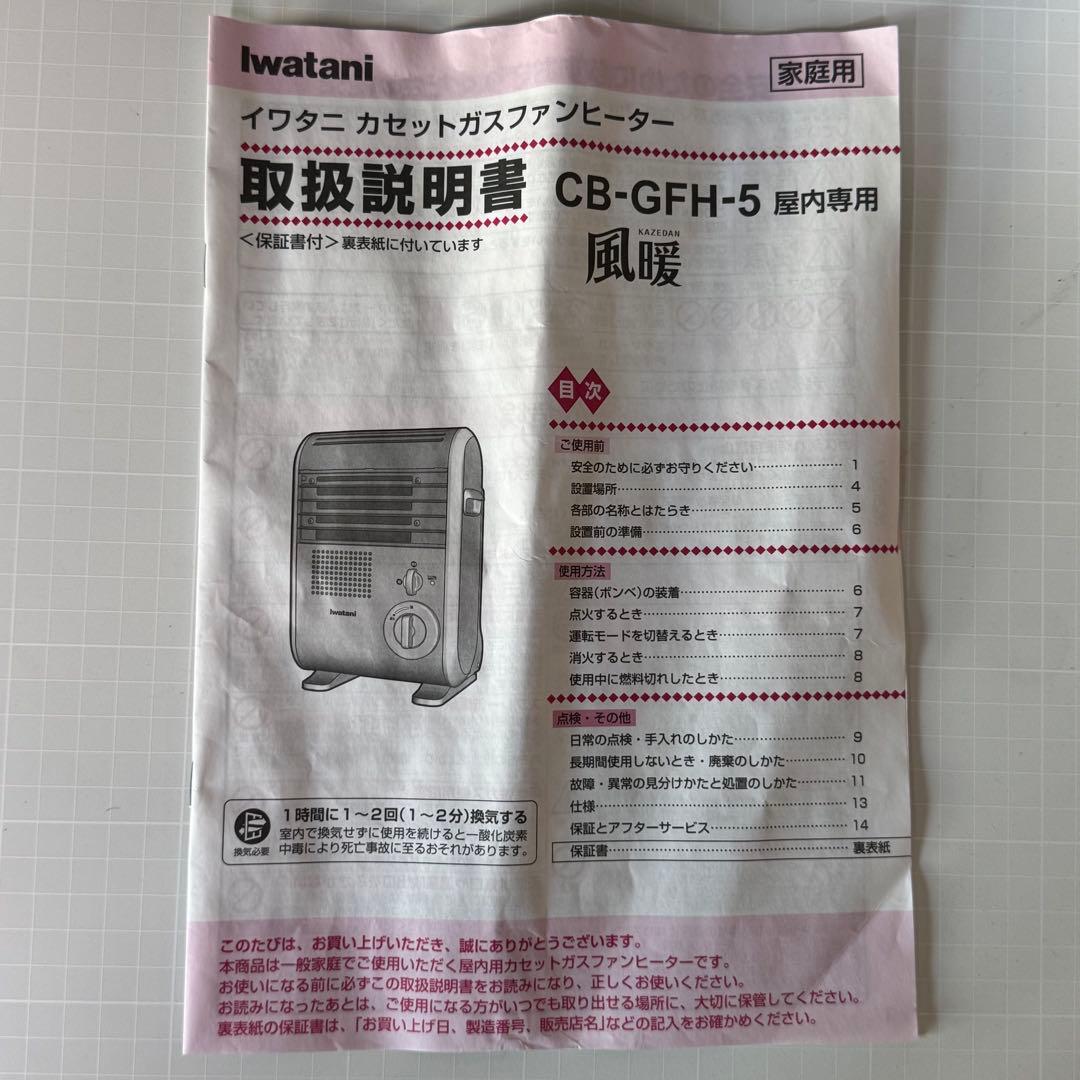 Iwatani
家庭用
イワタニ カセットガスファンヒーター
取扱説明書 CB-GFH-5 屋内専用
<保証書付>裏表紙に付いています
KAZEDAN
風暖
目次
ご使用前
安全のために必ずお守りください…………………… 1
設置場所…………………… 4
各部の名称とはたらき…………………… 5
設置前の準備…………………… 6
使用方法
容器(ボンベ)の装着…………………… 6
点火するとき…………………… 7
運転モードを切替えるとき…………………… 7
消火するとき…………………… 8
使用中に燃料切れしたとき…………………… 8
点検・その他
日常の点検・手入れのしかた…………………… 9
長期間使用しないとき・廃棄のしかた…………… 10
故障・異常の見分けかたと処置のしかた………… 11
仕様…………………… 13
保証とアフターサービス…………………… 14
保証書…………………… 裏表紙
Iwatani
換気必要
1時間に1~2回(1~2分)換気する
室内で換気せずに使用を続けると一酸化炭素
中毒により死亡事故に至るおそれがあります。
このたびは、お買い上げいただき、誠にありがとうございます。
本商品は一般家庭でご使用いただく屋内用カセットガスファンヒーターです。
お使いになる前に必ずこの取扱説明書をお読みになり、正しくお使いください。
お読みになったあとは、ご使用になる方がいつでも取り出せる場所に、大切に保管してください。
裏表紙の保証書は、「お買い上げ日、製造番号、販売店名」などの記入をお確かめください。